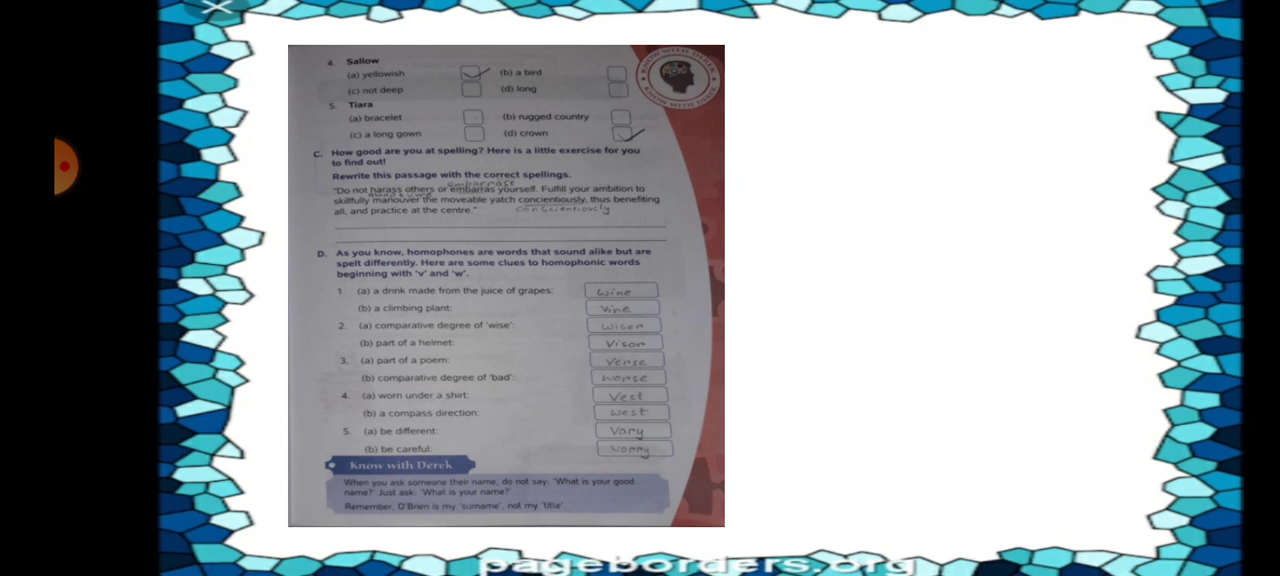 4. Sallow
(a) yellowish (b) a bird
(c) not deep (d) long
5. Tiara
(a) bracelet (b) rugged country
(c) a long gown (d) crown
KNOW WITH DEREK
KNOW WITH DEREK
C. How good are you at spelling? Here is a little exercise for you
to find out!
Rewrite this passage with the correct spellings.
embarrass
"Do not harass others or embarras yourself. Fulfill your ambition to
skillfully manouver the moveable yatch concientiously, thus benefiting
all, and practice at the centre."
conscientiously
D. As you know, homophones are words that sound alike but are
spelt differently. Here are some clues to homophonic words
beginning with 'v' and 'w'.
1. (a) a drink made from the juice of grapes: Wine
(b) a climbing plant: Vine
2. (a) comparative degree of 'wise': Wiser
(b) part of a helmet: Visor
3. (a) part of a poem: Verse
(b) comparative degree of 'bad': Worse
4. (a) worn under a shirt: Vest
(b) a compass direction: West
5. (a) be different: Vary
(b) be careful: Worry
Know with Derek
When you ask someone their name, do not say, 'What is your good
name?' Just ask: 'What is your name?'
Remember, O'Brien is my 'surname', not my 'title'.
pageborders.org